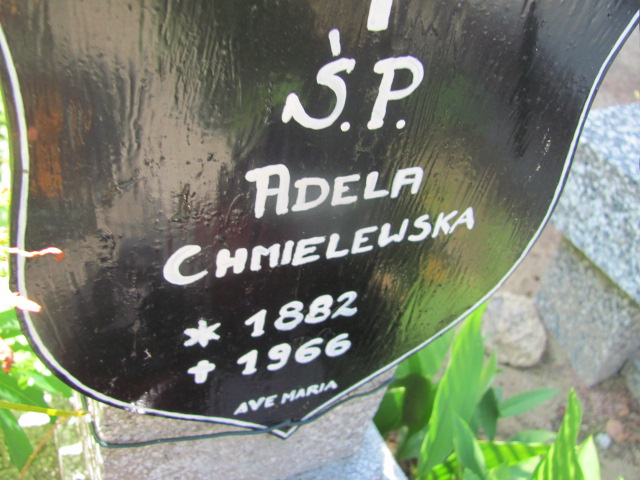 Ś.P.
ADELA
CHMIELEWSKA
* 1882
+ 1966
AVE MARIA